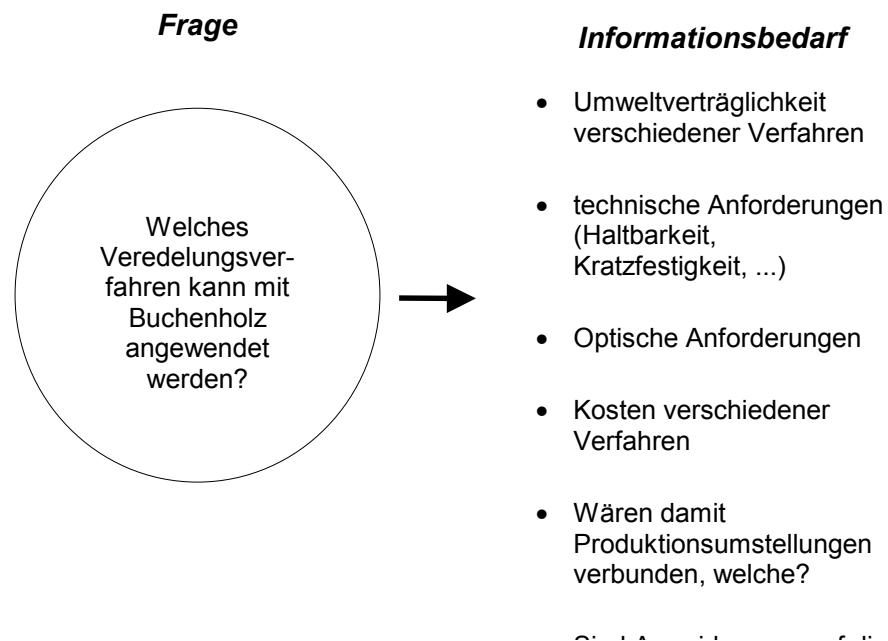 Frage
Informationsbedarf
Welches
Veredelungsver-
fahren kann mit
Buchenholz
angewendet
werden?
• Umweltverträglichkeit
verschiedener Verfahren
• technische Anforderungen
(Haltbarkeit,
Kratzfestigkeit, ...)
• Optische Anforderungen
• Kosten verschiedener
Verfahren
• Wären damit
Produktionsumstellungen
verbunden, welche?